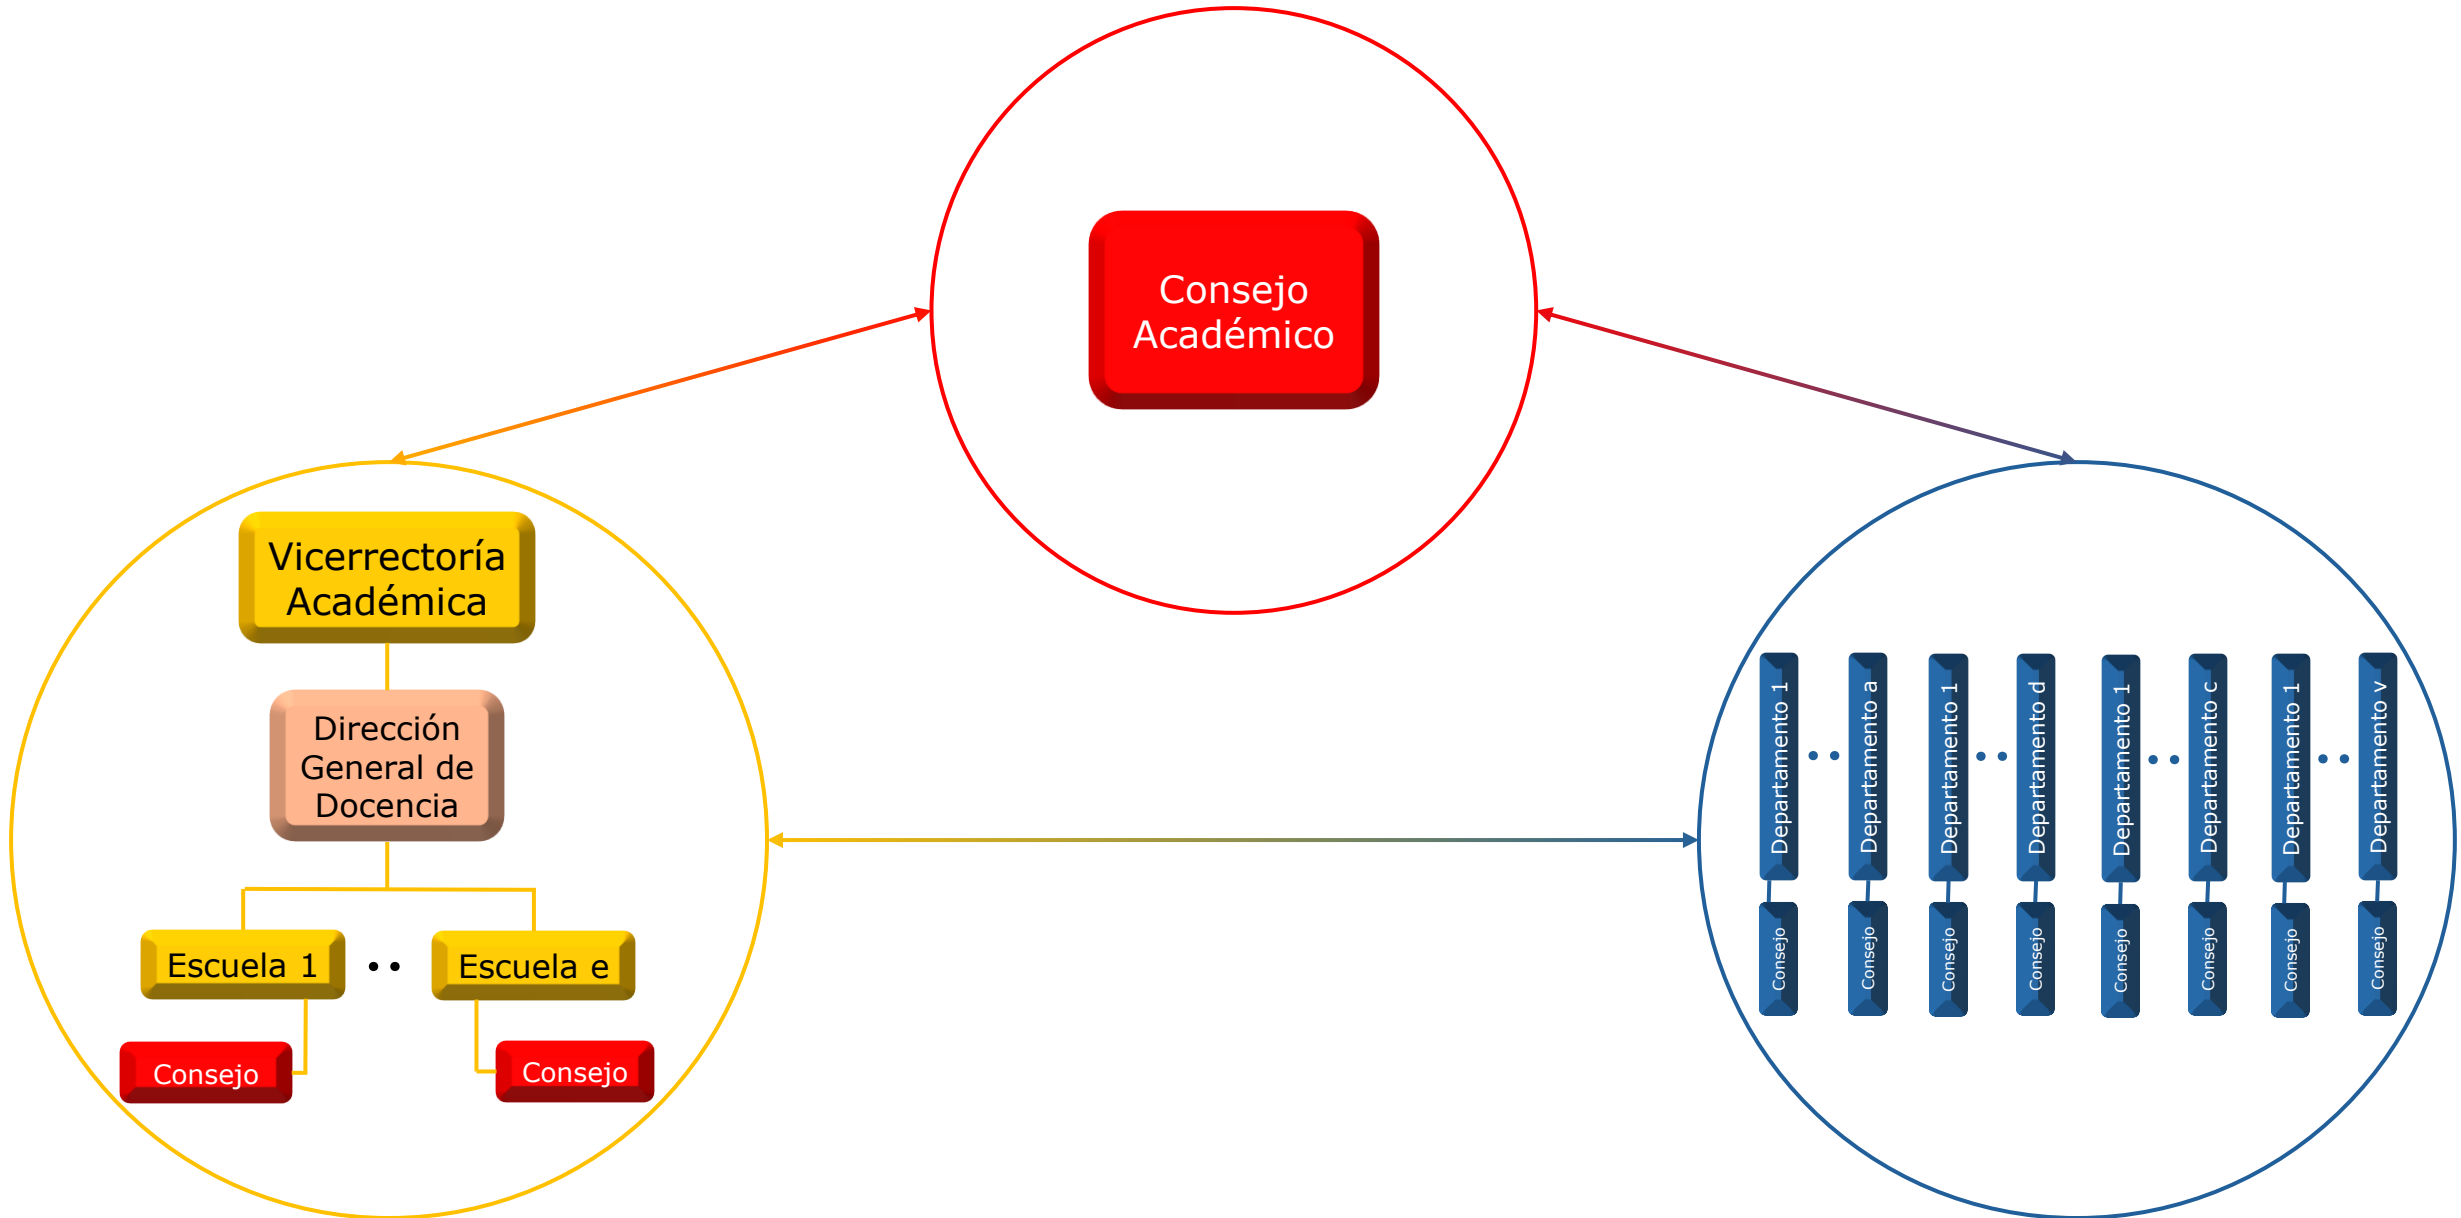 Consejo
Académico
Vicerrectoría
Académica
Dirección
General de
Docencia
Escuela 1
Escuela e
Consejo
Consejo
Departamento 1
Departamento a
Departamento 1
Departamento d
Departamento 1
Departamento c
Departamento 1
Departamento v
Consejo
Consejo
Consejo
Consejo
Consejo
Consejo
Consejo
Consejo